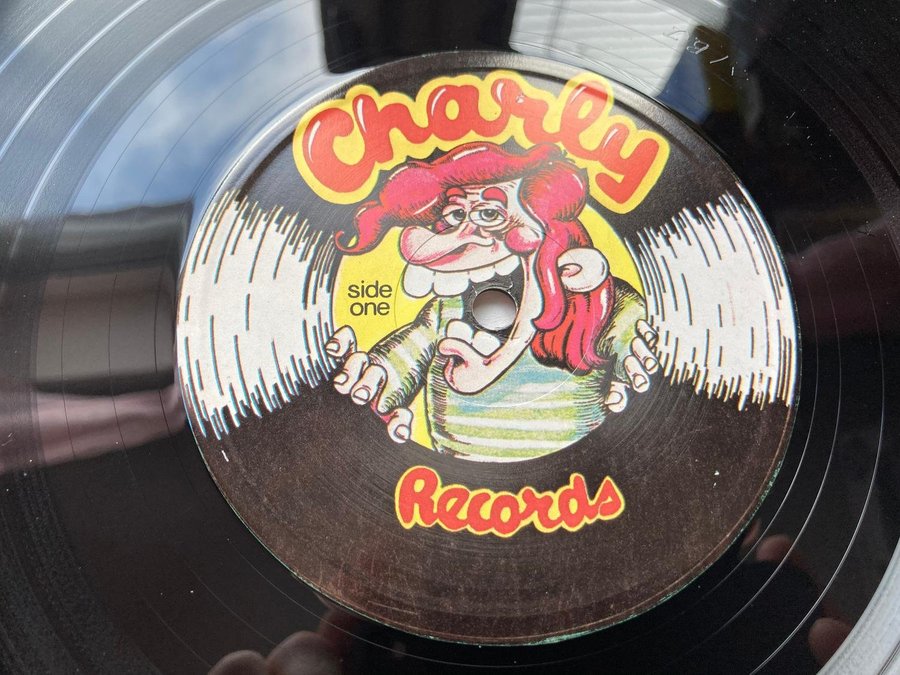 Charly
side
one
Records